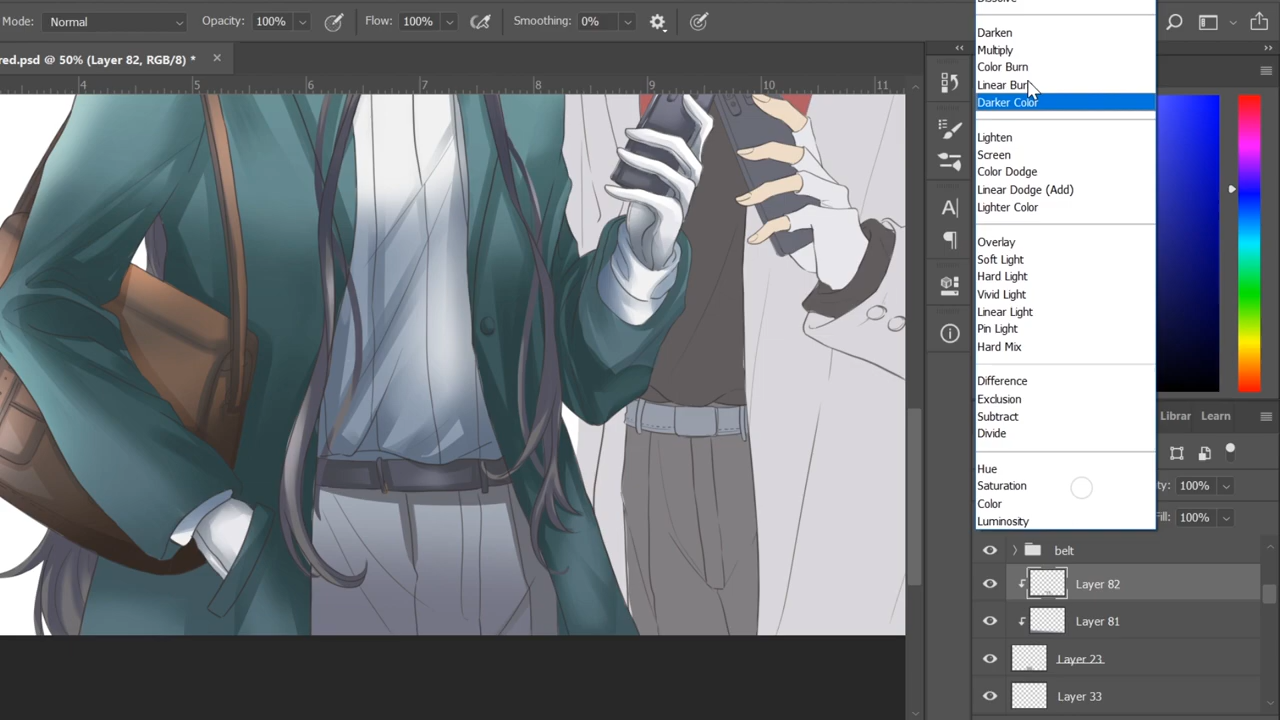 Mode: Normal Opacity: 100% Flow: 100% Smoothing: 0%
red.psd @ 50% (Layer 82, RGB/8) *
4 5 6 7 8 9 10 11
Dissolve
Darken
Multiply
Color Burn
Linear Burn
Darker Color
Lighten
Screen
Color Dodge
Linear Dodge (Add)
Lighter Color
Overlay
Soft Light
Hard Light
Vivid Light
Linear Light
Pin Light
Hard Mix
Difference
Exclusion
Subtract
Divide
Hue
Saturation
Color
Luminosity
Librar Learn
ty: 100%
ill: 100%
belt
Layer 82
Layer 81
Layer 23
Layer 33